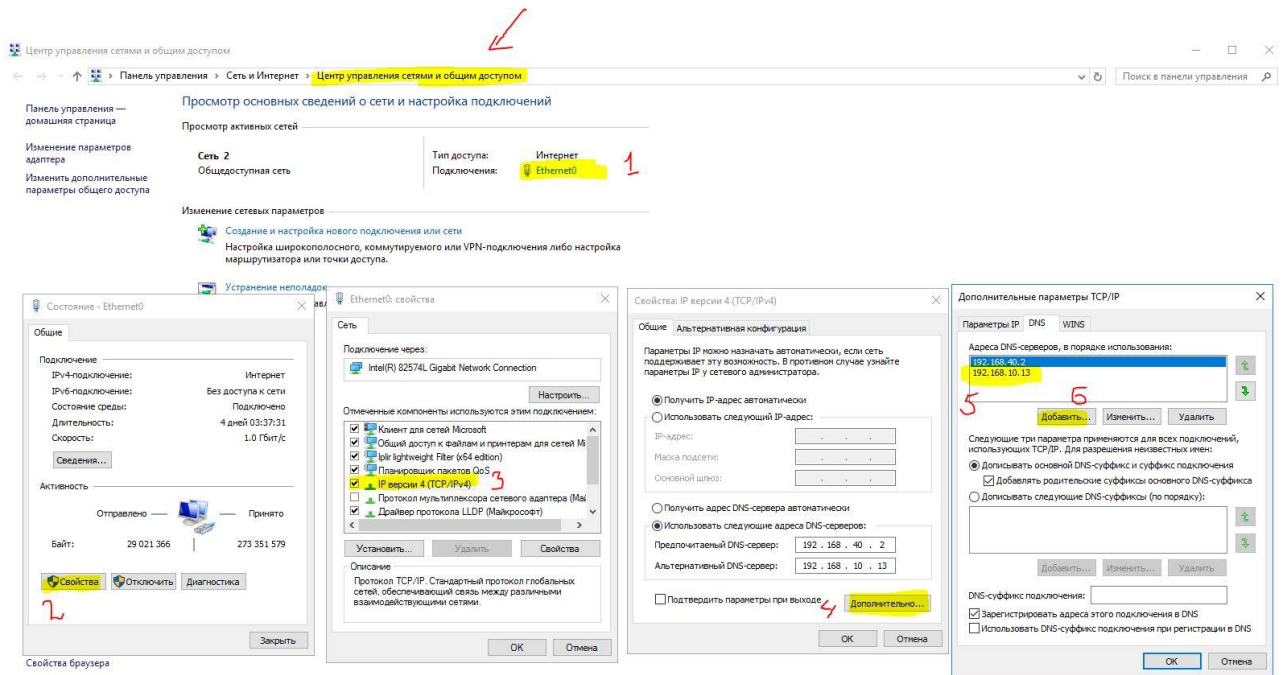 Центр управления сетями и общим доступом
Панель управления › Сеть и Интернет › Центр управления сетями и общим доступом
Поиск в панели управления
Панель управления —
домашняя страница
Изменение параметров
адаптера
Изменить дополнительные
параметры общего доступа
Просмотр основных сведений о сети и настройка подключений
Просмотр активных сетей
Сеть 2
Общедоступная сеть
Тип доступа: Интернет
Подключения: Ethernet0
1
Изменение сетевых параметров
Создание и настройка нового подключения или сети
Настройка широкополосного, коммутируемого или VPN-подключения либо настройка
маршрутизатора или точки доступа.
Устранение неполадок
Состояние - Ethernet0
Общие
Подключение
IPv4-подключение: Интернет
IPv6-подключение: Без доступа к сети
Состояние среды: Подключено
Длительность: 4 дней 03:37:31
Скорость: 1.0 Гбит/с
Сведения...
Активность
Отправлено — — Принято
Байт: 29 021 366 | 273 351 579
Свойства Отключить Диагностика
2
Закрыть
Свойства браузера
Ethernet0: свойства
Сеть
Подключение через:
Intel(R) 82574L Gigabit Network Connection
Настроить...
Отмеченные компоненты используются этим подключением:
Клиент для сетей Microsoft
Общий доступ к файлам и принтерам для сетей Mi
Iplir lightweight Filter (x64 edition)
Планировщик пакетов QoS
IP версии 4 (TCP/IPv4)
3
Протокол мультиплексора сетевого адаптера (Май
Драйвер протокола LLDP (Майкрософт)
Установить... Удалить Свойства
Описание
Протокол TCP/IP. Стандартный протокол глобальных
сетей, обеспечивающий связь между различными
взаимодействующими сетями.
OK Отмена
Свойства: IP версии 4 (TCP/IPv4)
Общие Альтернативная конфигурация
Параметры IP можно назначать автоматически, если сеть
поддерживает эту возможность. В противном случае узнайте
параметры IP у сетевого администратора.
Получить IP-адрес автоматически
Использовать следующий IP-адрес:
IP-адрес:
Маска подсети:
Основной шлюз:
Получить адрес DNS-сервера автоматически
Использовать следующие адреса DNS-серверов:
Предпочитаемый DNS-сервер: 192 . 168 . 40 . 2
Альтернативный DNS-сервер: 192 . 168 . 10 . 13
Подтвердить параметры при выходе
4
Дополнительно...
OK Отмена
Дополнительные параметры TCP/IP
Параметры IP DNS WINS
Адреса DNS-серверов, в порядке использования:
192.168.40.2
192.168.10.13
5
6
Добавить... Изменить... Удалить
Следующие три параметра применяются для всех подключений,
использующих TCP/IP. Для разрешения неизвестных имен:
Дописывать основной DNS-суффикс и суффикс подключения
Добавлять родительские суффиксы основного DNS-суффикса
Дописывать следующие DNS-суффиксы (по порядку):
Добавить... Изменить... Удалить
DNS-суффикс подключения:
Зарегистрировать адреса этого подключения в DNS
Использовать DNS-суффикс подключения при регистрации в DNS
OK Отмена